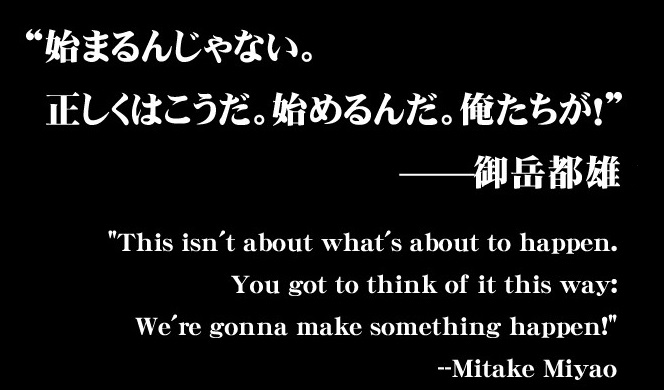 “始まるんじゃない。
正しくはこうだ。始めるんだ。俺たちが!”
───御岳都雄
"This isn't about what's about to happen.
You got to think of it this way:
We're gonna make something happen!"
--Mitake Miyao